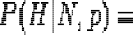 P(H|N,p) =